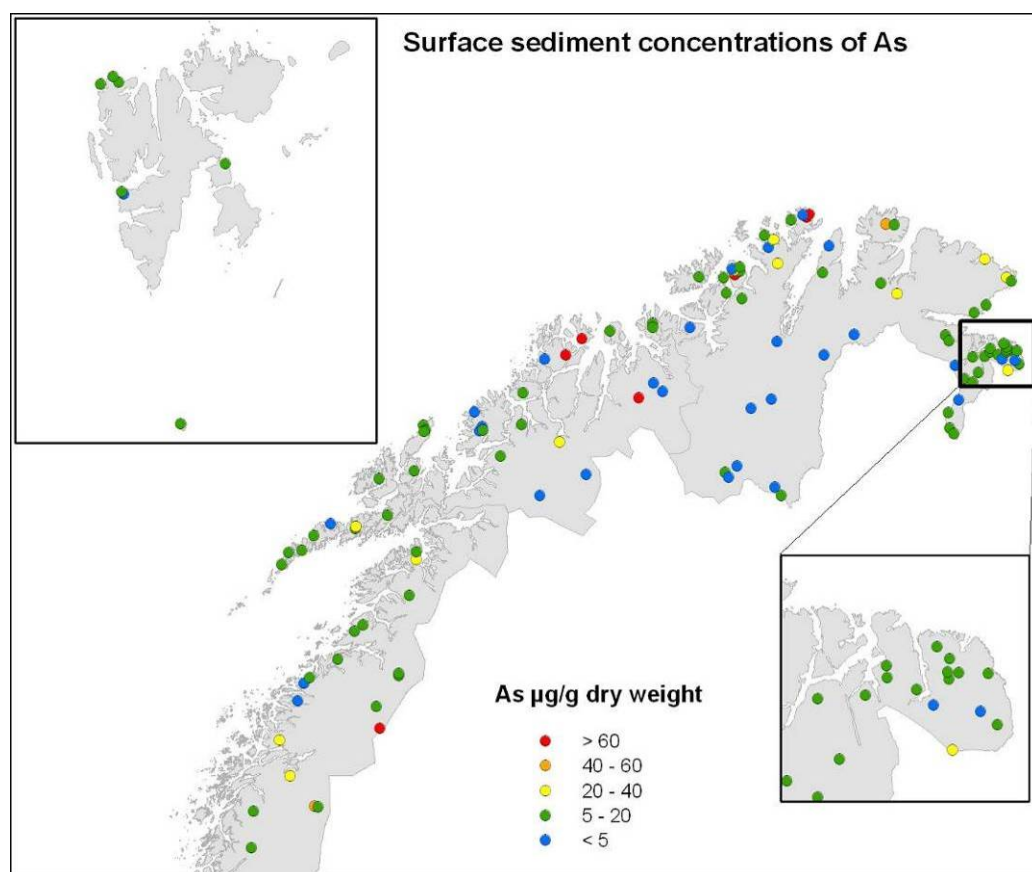 Surface sediment concentrations of As
As µg/g dry weight
> 60
40 - 60
20 - 40
5 - 20
< 5